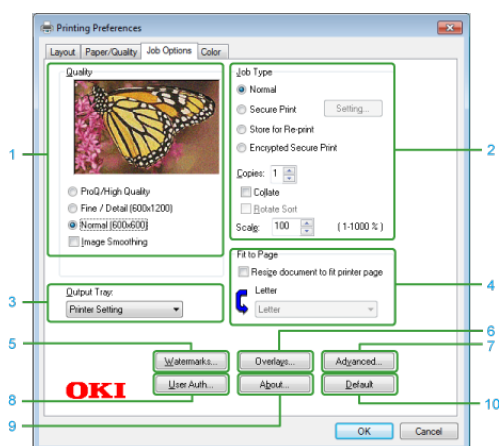 Printing Preferences
Layout Paper/Quality Job Options Color
Quality
ProQ/High Quality
Fine / Detail (600x1200)
Normal (600x600)
Image Smoothing
1
Job Type
Normal
Secure Print Setting...
Store for Re-print
Encrypted Secure Print
Copies: 1
Collate
Rotate Sort
Scale: 100 (1-1000 %)
2
Output Tray:
Printer Setting
3
Fit to Page
Resize document to fit printer page
Letter
Letter
4
5
6
7
Watermarks... Overlays... Advanced...
OKI
User Auth... About... Default
8
9
10
OK Cancel